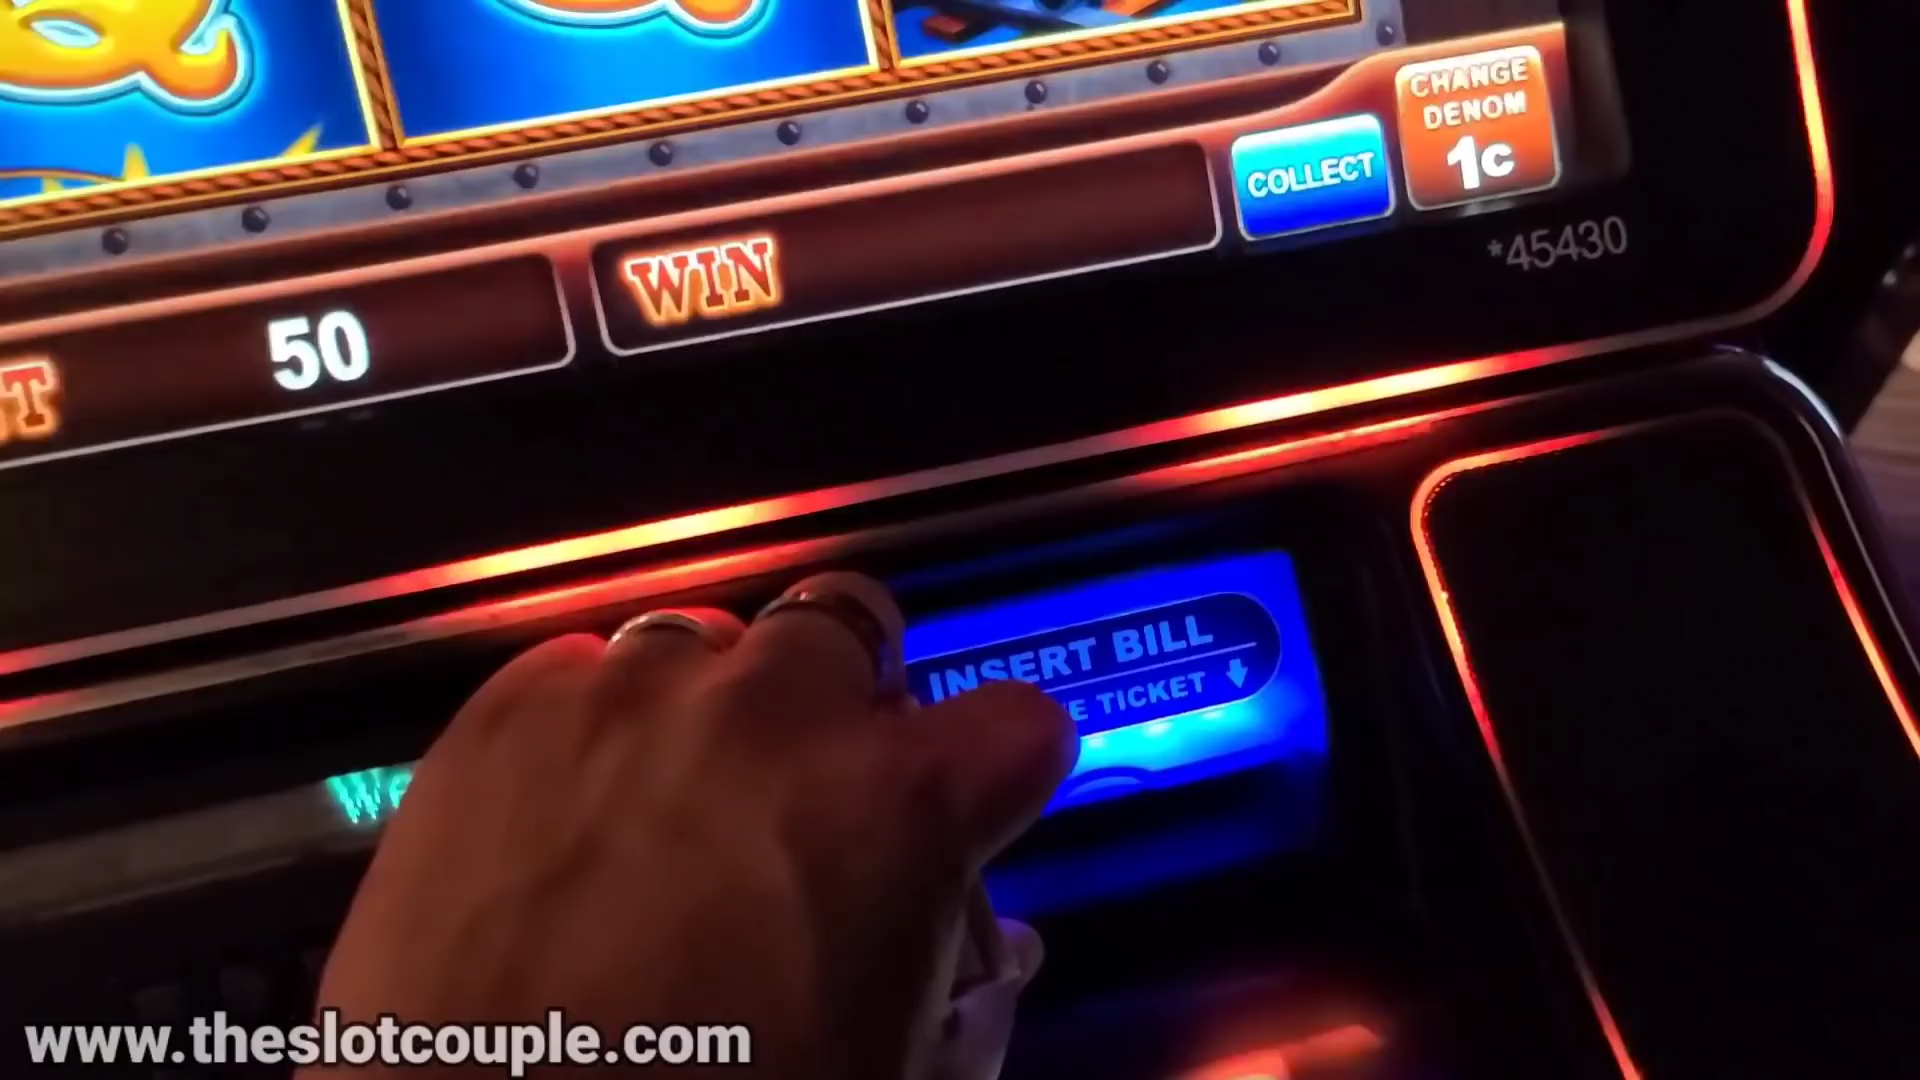 CHANGE
DENOM
1c
COLLECT
*45430
WIN
50
INSERT BILL
TICKET
www.theslotcouple.com